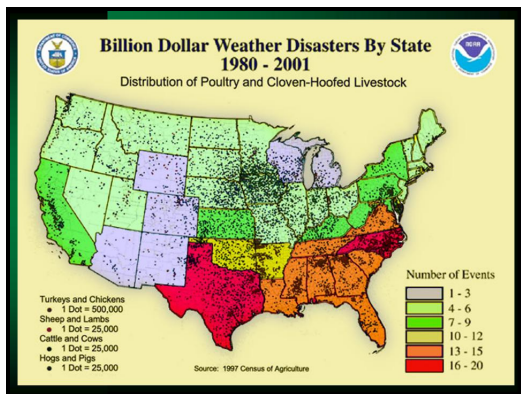 Billion Dollar Weather Disasters By State
1980 - 2001
Distribution of Poultry and Cloven-Hoofed Livestock
Number of Events
1 - 3
4 - 6
7 - 9
10 - 12
13 - 15
16 - 20
Turkeys and Chickens
1 Dot = 500,000
Sheep and Lambs
1 Dot = 25,000
Cattle and Cows
1 Dot = 25,000
Hogs and Pigs
1 Dot = 25,000
Source: 1997 Census of Agriculture